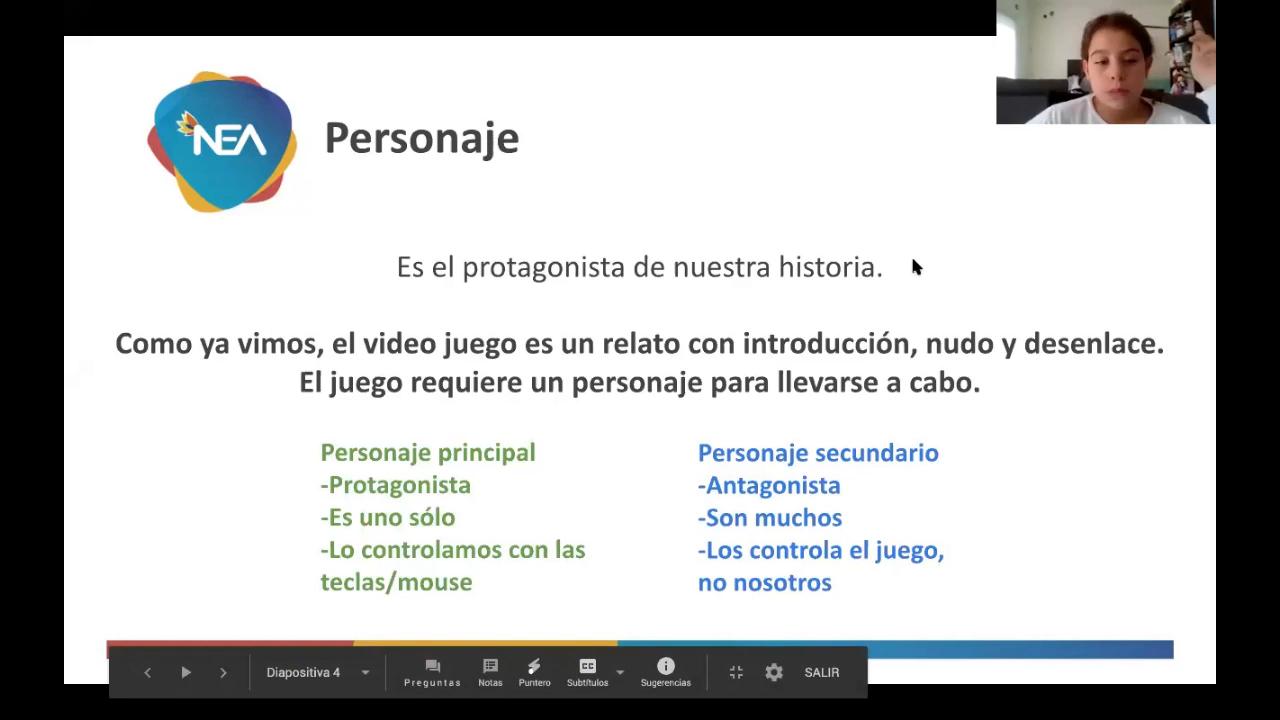 NEA
Personaje
Es el protagonista de nuestra historia.
Como ya vimos, el video juego es un relato con introducción, nudo y desenlace.
El juego requiere un personaje para llevarse a cabo.
Personaje principal
-Protagonista
-Es uno sólo
-Lo controlamos con las
teclas/mouse
Personaje secundario
-Antagonista
-Son muchos
-Los controla el juego,
no nosotros
Diapositiva 4
Preguntas
Notas
Puntero
CC
Subtítulos
Sugerencias
SALIR